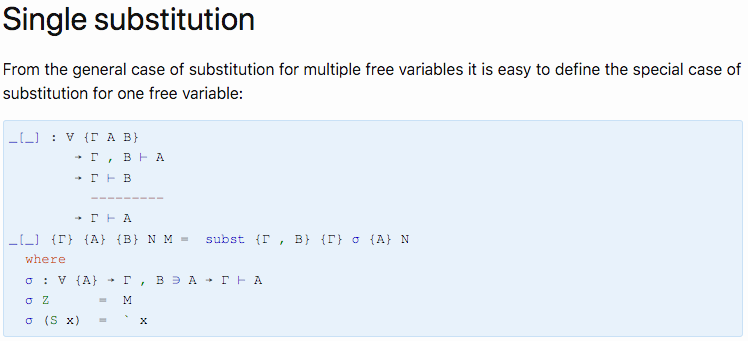 Single substitution
From the general case of substitution for multiple free variables it is easy to define the special case of
substitution for one free variable:
_[_] : ∀ {Γ A B}
        → Γ , B ⊢ A
        → Γ ⊢ B
          ---------
        → Γ ⊢ A
_[_] {Γ} {A} {B} N M =  subst {Γ , B} {Γ} σ {A} N
  where
  σ : ∀ {A} → Γ , B ∋ A → Γ ⊢ A
  σ Z      =  M
  σ (S x)  =  ` x